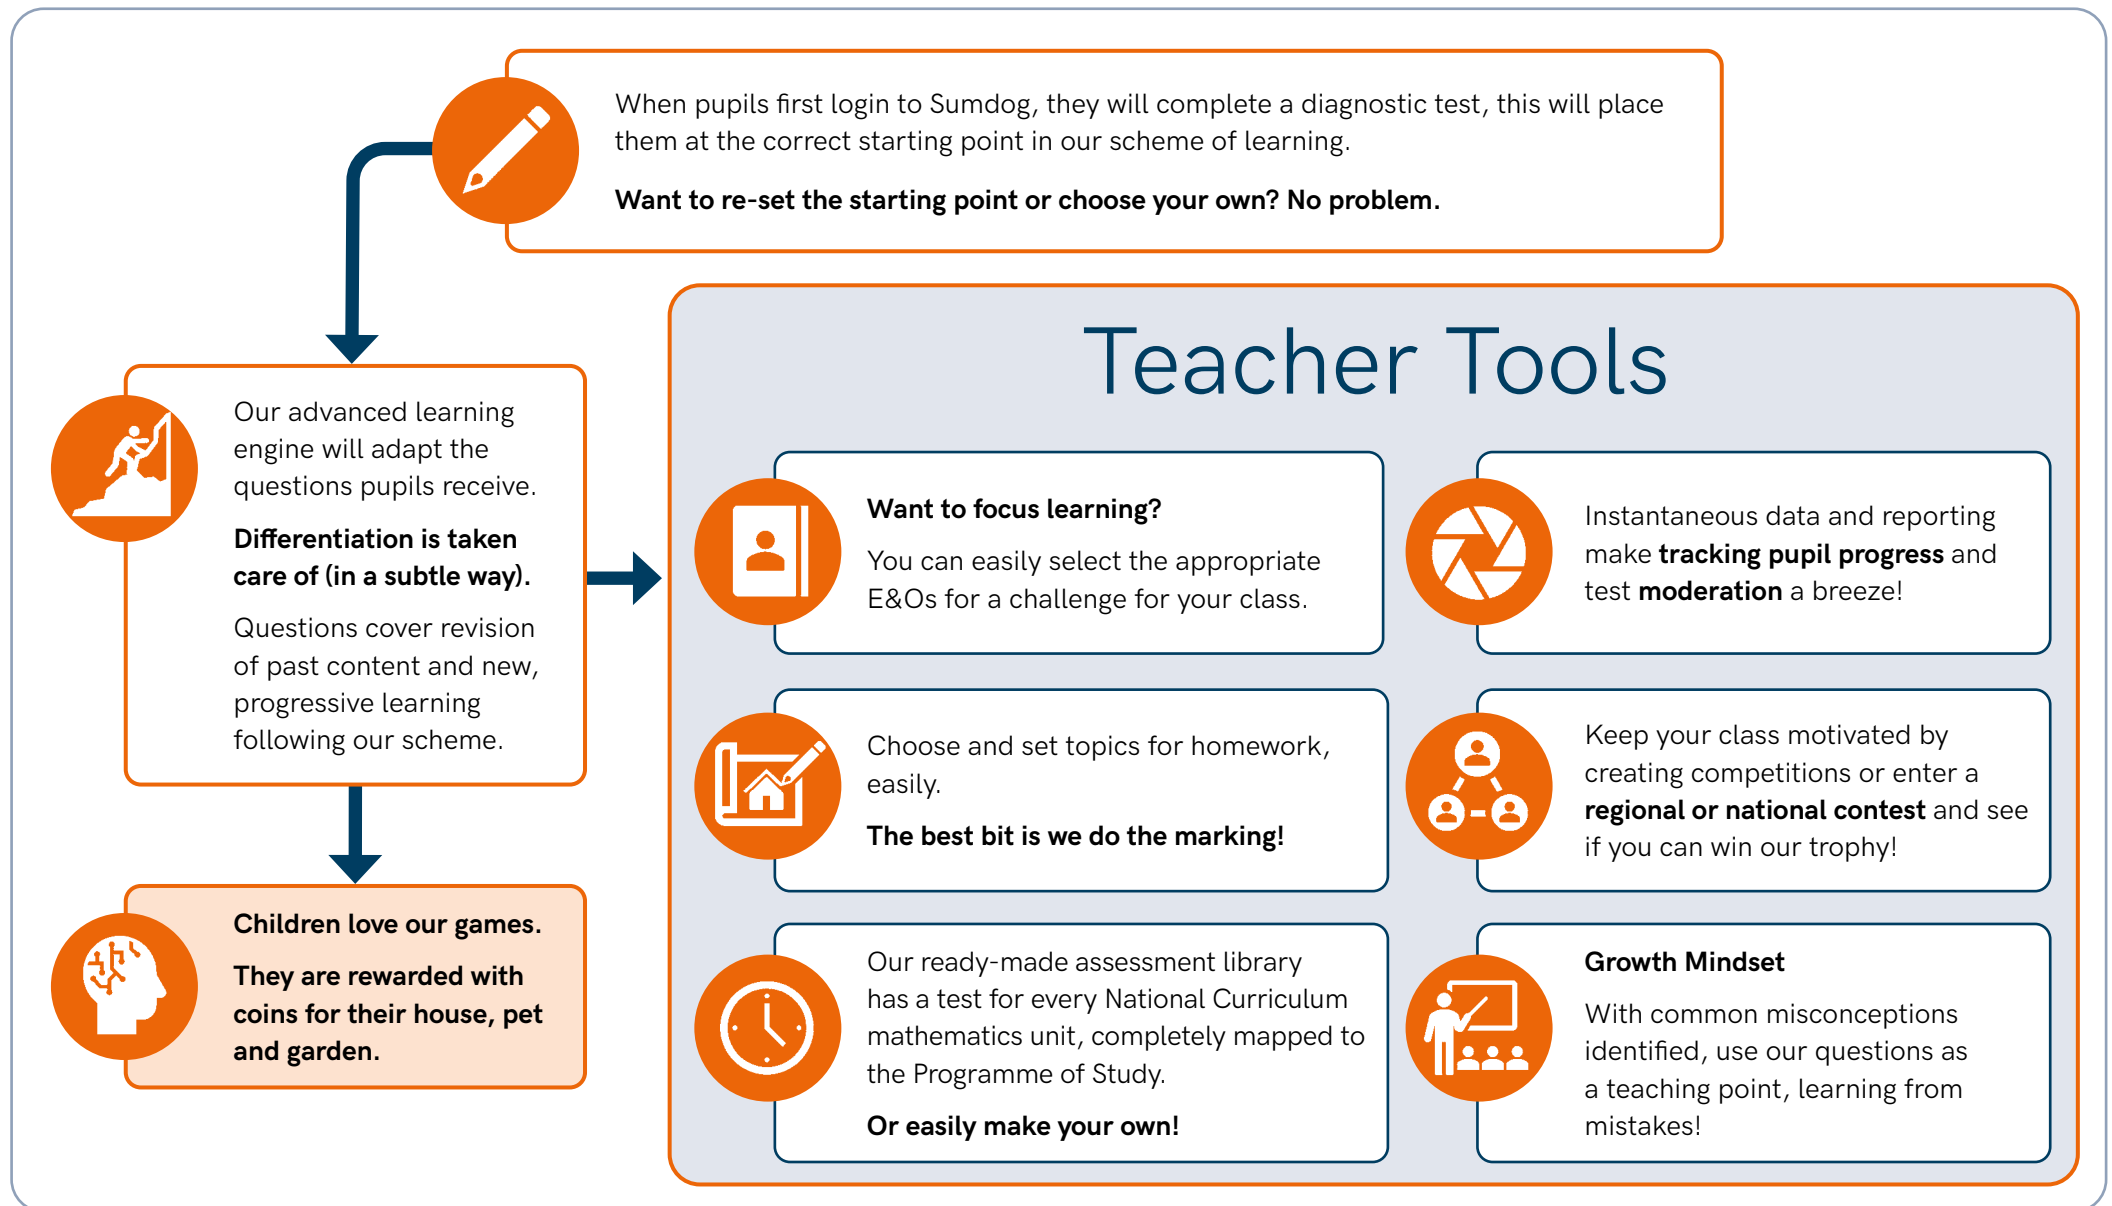 When pupils first login to Sumdog, they will complete a diagnostic test, this will place
them at the correct starting point in our scheme of learning.
Want to re-set the starting point or choose your own? No problem.
Our advanced learning
engine will adapt the
questions pupils receive.
Differentiation is taken
care of (in a subtle way).
Questions cover revision
of past content and new,
progressive learning
following our scheme.
Children love our games.
They are rewarded with
coins for their house, pet
and garden.
Teacher Tools
Want to focus learning?
You can easily select the appropriate
E&Os for a challenge for your class.
Instantaneous data and reporting
make tracking pupil progress and
test moderation a breeze!
Choose and set topics for homework,
easily.
The best bit is we do the marking!
Keep your class motivated by
creating competitions or enter a
regional or national contest and see
if you can win our trophy!
Our ready-made assessment library
has a test for every National Curriculum
mathematics unit, completely mapped to
the Programme of Study.
Or easily make your own!
Growth Mindset
With common misconceptions
identified, use our questions as
a teaching point, learning from
mistakes!